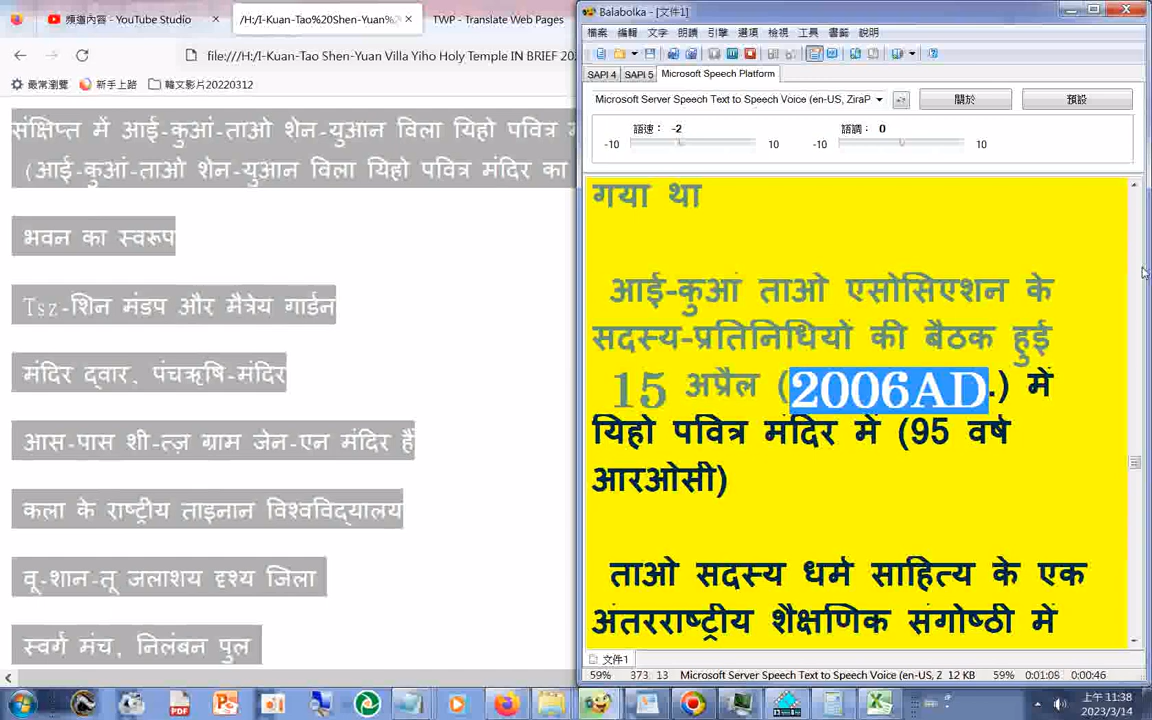 頻道內容 - YouTube Studio
/H:/I-Kuan-Tao%20Shen-Yuan%
TWP - Translate Web Pages
file:///H:/I-Kuan-Tao Shen-Yuan Villa Yiho Holy Temple IN BRIEF 20
最常瀏覽
新手上路
韓文影片20220312
संक्षिप्त में आई-कुआं-ताओ शेन-युआन विला यिहो पवित्र
(आई-कुआं-ताओ शेन-युआन विला यिहो पवित्र मंदिर का
भवन का स्वरूप
Tsz-शिन मंडप और मैत्रेय गार्डन
मंदिर द्वार, पंचऋषि-मंदिर
आस-पास शी-त्ज़ ग्राम जेन-एन मंदिर हैं
कला के राष्ट्रीय ताइनान विश्वविद्यालय
वू-शान-तू जलाशय दृश्य जिला
स्वर्ग मंच, निलंबन पुल
Balabolka - [文件1]
檔案 編輯 文字 朗讀 引擎 選項 檢視 工具 書籤 說明
SAPI 4 SAPI 5 Microsoft Speech Platform
Microsoft Server Speech Text to Speech Voice (en-US, ZiraP
關於
預設
語速： -2
語調： 0
-10 10 -10 10
गया था
आई-कुआं ताओ एसोसिएशन के
सदस्य-प्रतिनिधियों की बैठक हुई
15 अप्रैल (2006AD.) में
यिहो पवित्र मंदिर में (95 वर्ष
आरओसी)
ताओ सदस्य धर्म साहित्य के एक
अंतरराष्ट्रीय शैक्षणिक संगोष्ठी में
文件1
59% 373: 13 Microsoft Server Speech Text to Speech Voice (en-US, Z 12 KB 59% 0:01:08 0:00:46
上午 11:38
2023/3/14